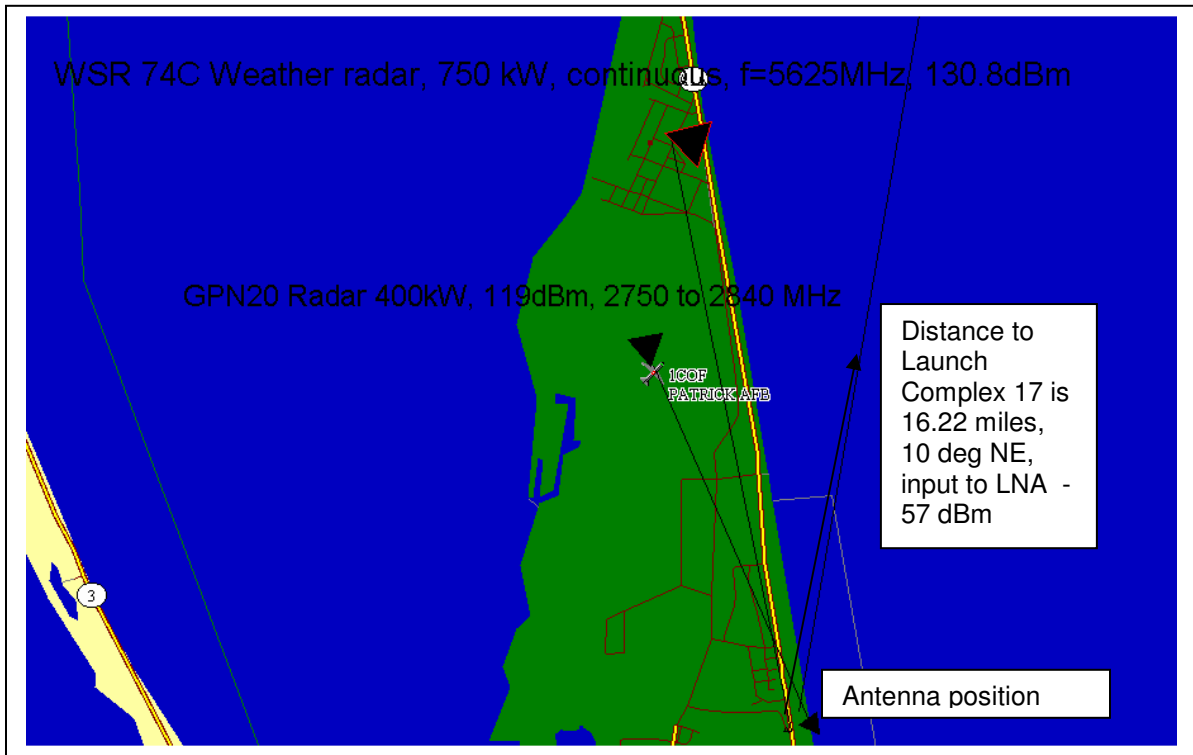 WSR 74C Weather radar, 750 kW, continuous, f=5625MHz, 130.8dBm
GPN20 Radar 400kW, 119dBm, 2750 to 2840 MHz
1COF
PATRICK AFB
Distance to
Launch
Complex 17 is
16.22 miles,
10 deg NE,
input to LNA -
57 dBm
3
Antenna position